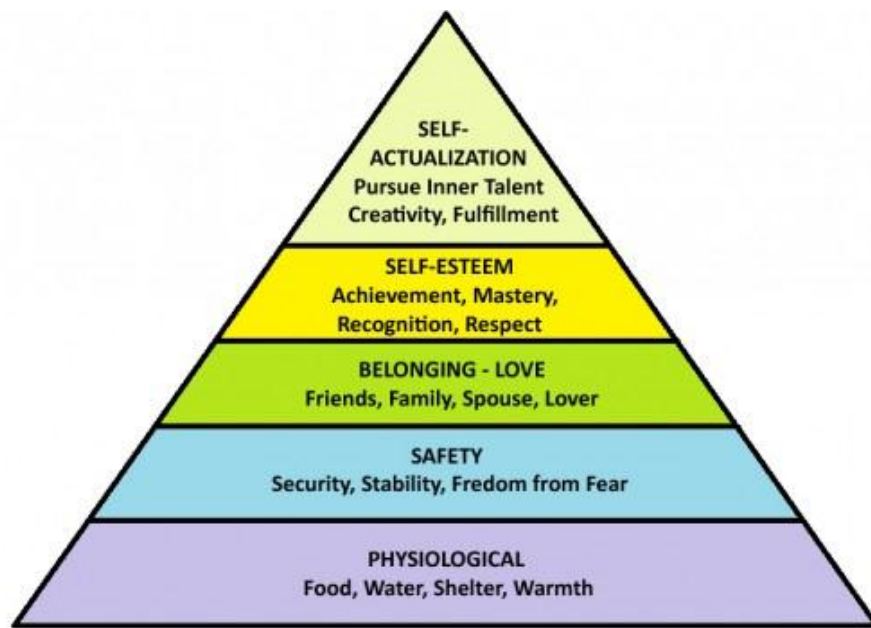 SELF-
ACTUALIZATION
Pursue Inner Talent
Creativity, Fulfillment
SELF-ESTEEM
Achievement, Mastery,
Recognition, Respect
BELONGING - LOVE
Friends, Family, Spouse, Lover
SAFETY
Security, Stability, Fredom from Fear
PHYSIOLOGICAL
Food, Water, Shelter, Warmth